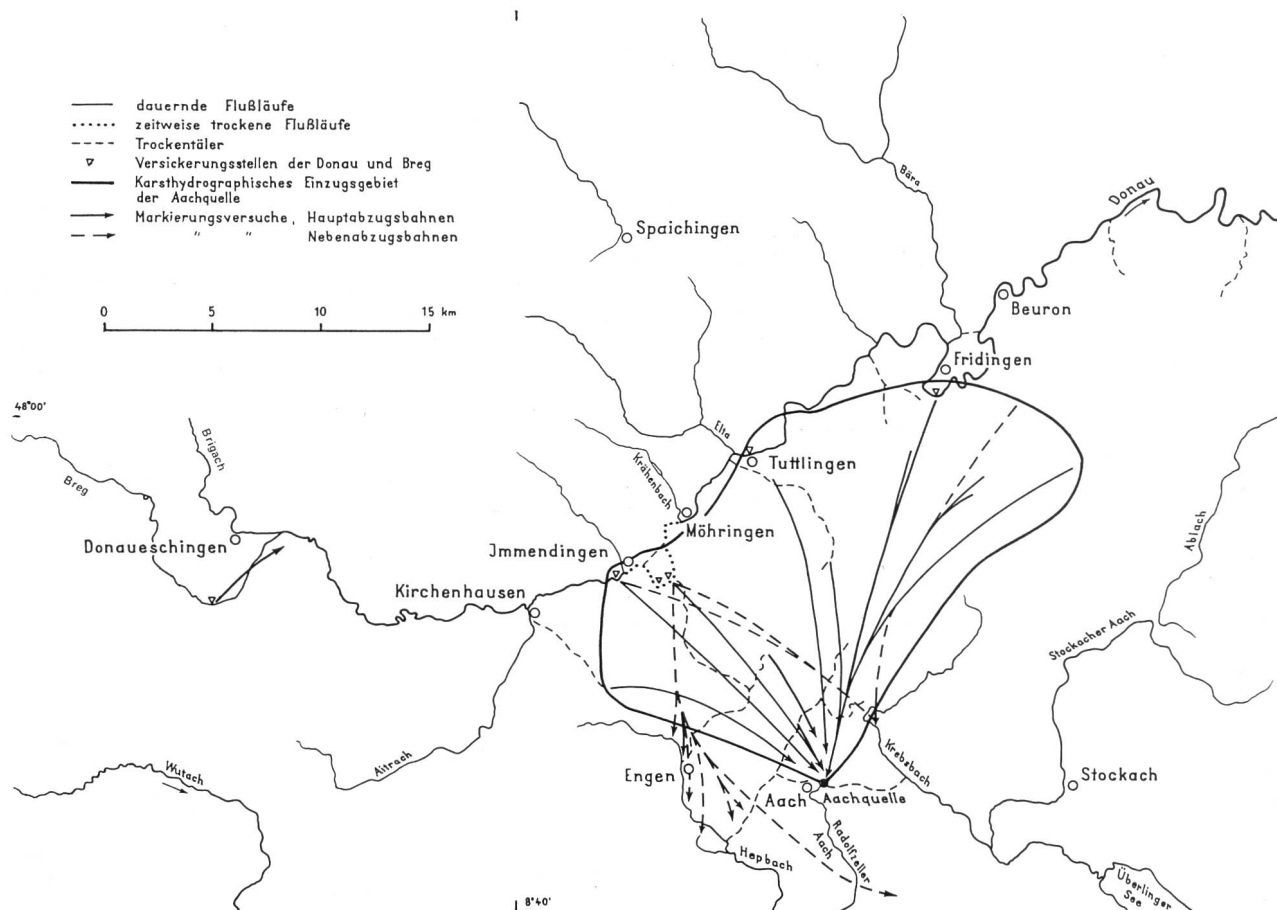 dauernde Flußläufe
zeitweise trockene Flußläufe
Trockentäler
Versickerungsstellen der Donau und Breg
Karsthydrographisches Einzugsgebiet
der Aachquelle
Markierungsversuche, Hauptabzugsbahnen
" " Nebenabzugsbahnen
0 5 10 15 km
Bära
Donau
Spaichingen
Beuron
Fridingen
48°00'
Brigach
Breg
Elta
Krähenbach
Tuttlingen
Möhringen
Donaueschingen
Jmmendingen
Kirchenhausen
Ablach
Stockacher Aach
Aitrach
Wutach
Engen
Aach
Aachquelle
Krebsbach
Stockach
Radolfzeller
Aach
Hepbach
Überlinger
See
8°40'